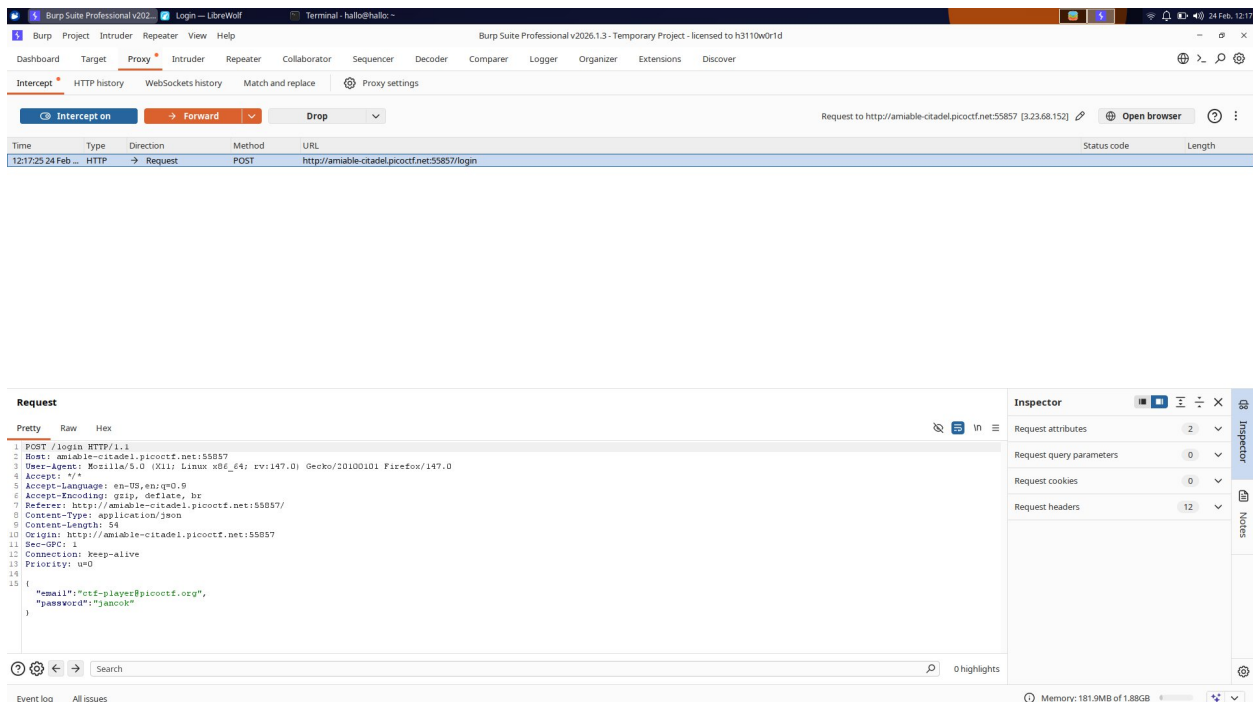 Burp Suite Professional v202... Login — LibreWolf Terminal - hallo@hallo: ~ 24 Feb, 12:17
Burp Project Intruder Repeater View Help Burp Suite Professional v2026.1.3 - Temporary Project - licensed to h3110w0r1d
Dashboard Target Proxy Intruder Repeater Collaborator Sequencer Decoder Comparer Logger Organizer Extensions Discover
Intercept HTTP history WebSockets history Match and replace Proxy settings
Intercept on Forward Drop Request to http://amiable-citadel.picoctf.net:55857 [3.23.68.152] Open browser
Time Type Direction Method URL Status code Length
12:17:25 24 Feb ... HTTP → Request POST http://amiable-citadel.picoctf.net:55857/login
Request Inspector
Pretty Raw Hex \n Request attributes 2
1 POST /login HTTP/1.1
2 Host: amiable-citadel.picoctf.net:55857
3 User-Agent: Mozilla/5.0 (X11; Linux x86_64; rv:147.0) Gecko/20100101 Firefox/147.0
4 Accept: */*
5 Accept-Language: en-US,en;q=0.9
6 Accept-Encoding: gzip, deflate, br
7 Referer: http://amiable-citadel.picoctf.net:55857/
8 Content-Type: application/json
9 Content-Length: 54
10 Origin: http://amiable-citadel.picoctf.net:55857
11 Sec-GPC: 1
12 Connection: keep-alive
13 Priority: u=0
14
15 {
"email":"ctf-player@picoctf.org",
"password":"jancok"
}
Request query parameters 0
Request cookies 0
Request headers 12
Inspector
Notes
Search 0 highlights
Event log All issues Memory: 181.9MB of 1.88GB